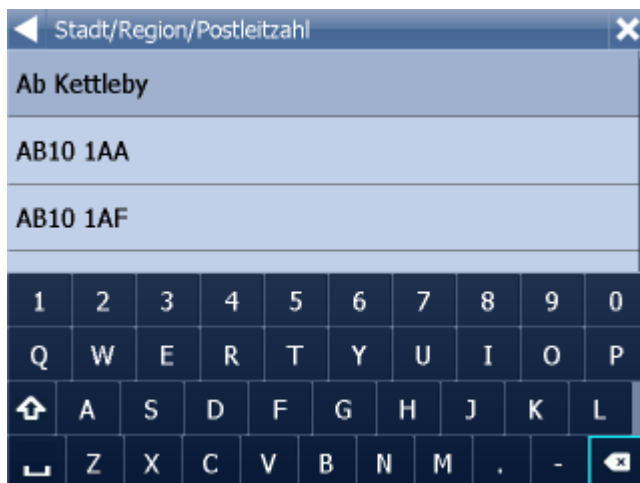 Stadt/Region/Postleitzahl
Ab Kettleby
AB10 1AA
AB10 1AF
1 2 3 4 5 6 7 8 9 0
Q W E R T Y U I O P
A S D F G H J K L
Z X C V B N M . -